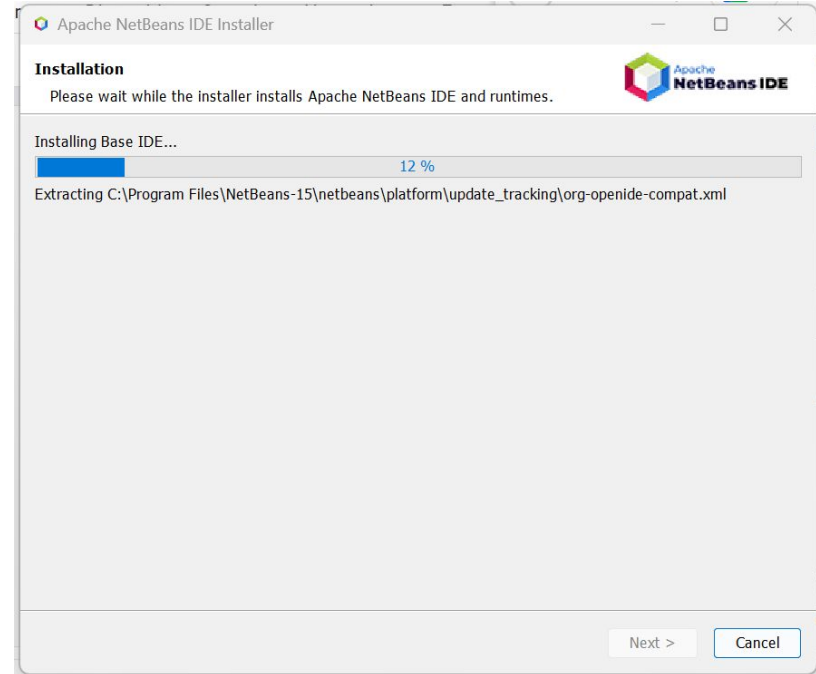 Apache NetBeans IDE Installer
Installation
Apache
NetBeans IDE
Please wait while the installer installs Apache NetBeans IDE and runtimes.
Installing Base IDE...
12 %
Extracting C:\Program Files\NetBeans-15\netbeans\platform\update_tracking\org-openide-compat.xml
Next >
Cancel